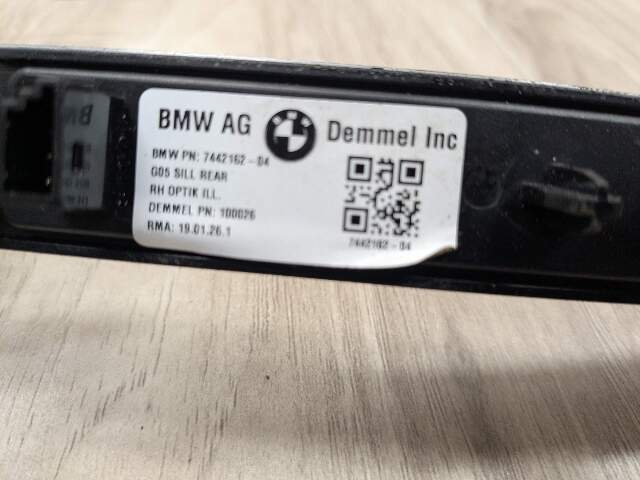 BMW AG
Demmel Inc
BMW PN: 7442162-04
G05 SILL REAR
RH OPTIK ILL.
DEMMEL PN: 100026
RMA: 19.01.26.1
7442162-04